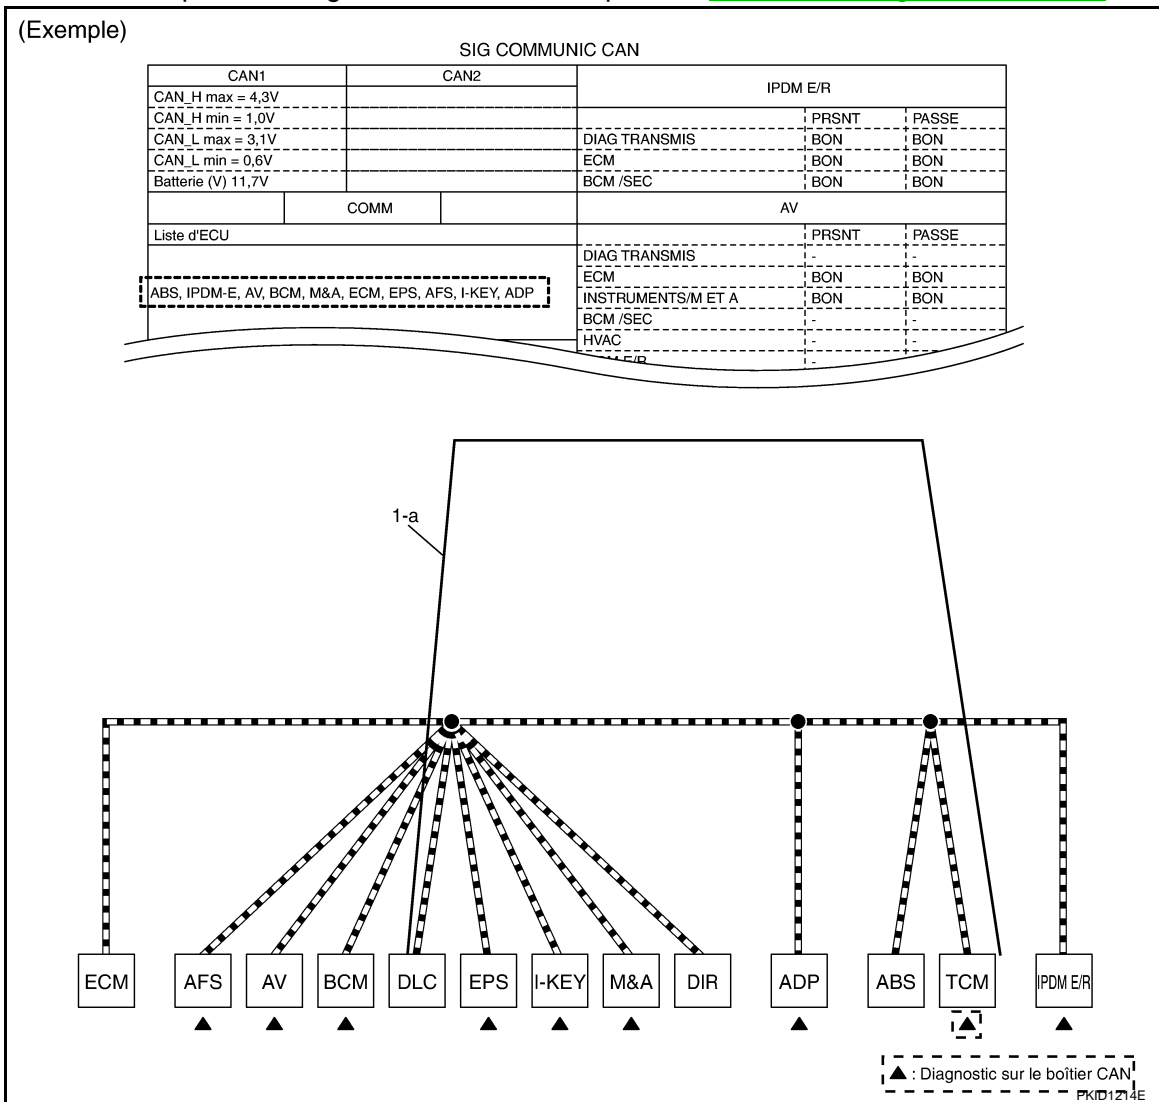 (Exemple)
SIG COMMUNIC CAN
CAN1 CAN2
CAN_H max = 4,3V
CAN_H min = 1,0V
CAN_L max = 3,1V
CAN_L min = 0,6V
Batterie (V) 11,7V
COMM
Liste d'ECU
ABS, IPDM-E, AV, BCM, M&A, ECM, EPS, AFS, I-KEY, ADP
IPDM E/R
PRSNT PASSE
DIAG TRANSMIS BON BON
ECM BON BON
BCM /SEC BON BON
AV
PRSNT PASSE
DIAG TRANSMIS - -
ECM BON BON
INSTRUMENTS/M ET A BON BON
BCM /SEC - -
HVAC - -
E/R -
1-a
ECM AFS AV BCM DLC EPS I-KEY M&A DIR ADP ABS TCM IPDM E/R
▲ : Diagnostic sur le boîtier CAN
PKID1214E